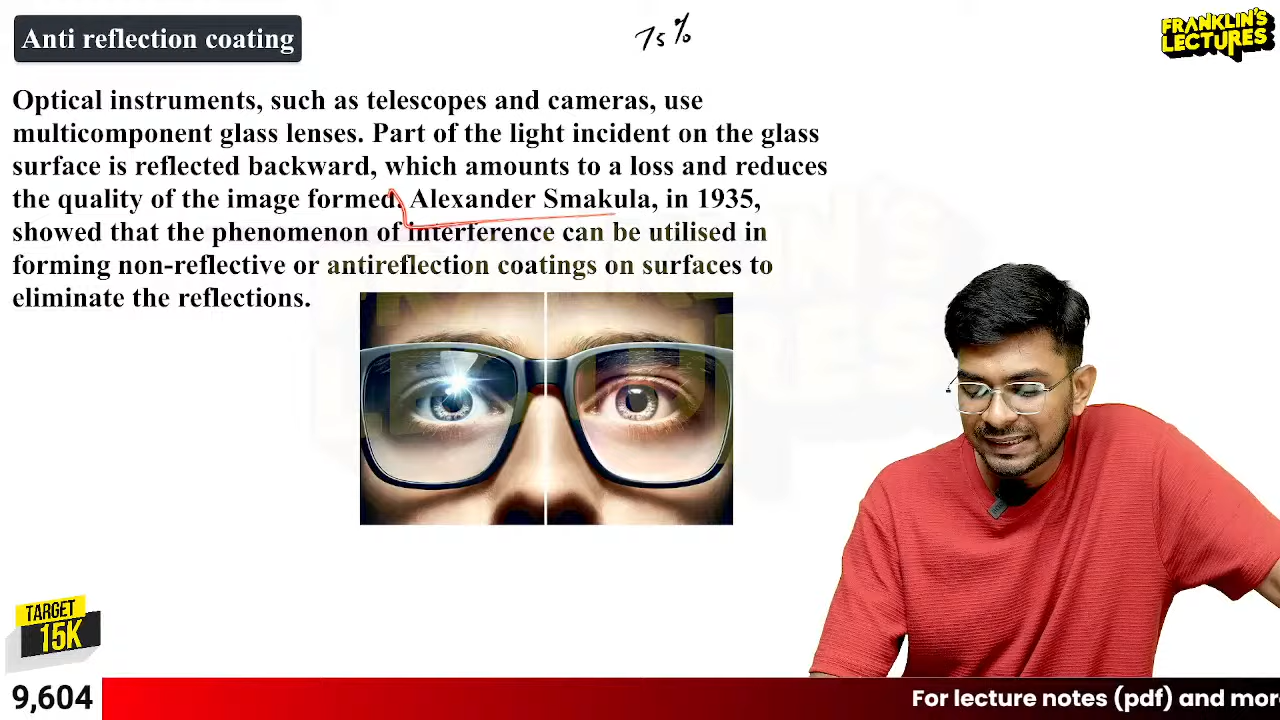 Anti reflection coating
75%
FRANKLIN'S
LECTURES
Optical instruments, such as telescopes and cameras, use
multicomponent glass lenses. Part of the light incident on the glass
surface is reflected backward, which amounts to a loss and reduces
the quality of the image formed. Alexander Smakula, in 1935,
showed that the phenomenon of interference can be utilised in
forming non-reflective or antireflection coatings on surfaces to
eliminate the reflections.
TARGET
15K
9,604
For lecture notes (pdf) and mor